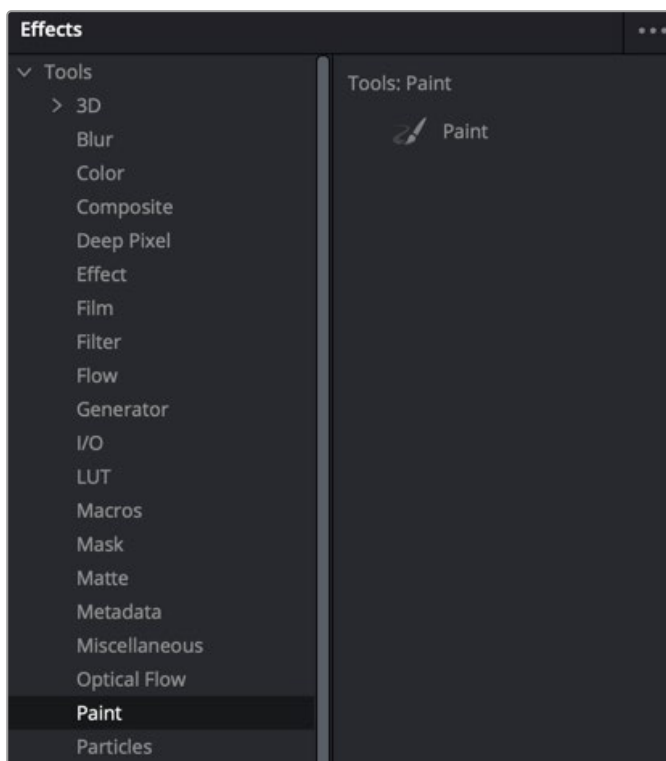 Effects
Tools
3D
Blur
Color
Composite
Deep Pixel
Effect
Film
Filter
Flow
Generator
I/O
LUT
Macros
Mask
Matte
Metadata
Miscellaneous
Optical Flow
Paint
Particles
Tools: Paint
Paint